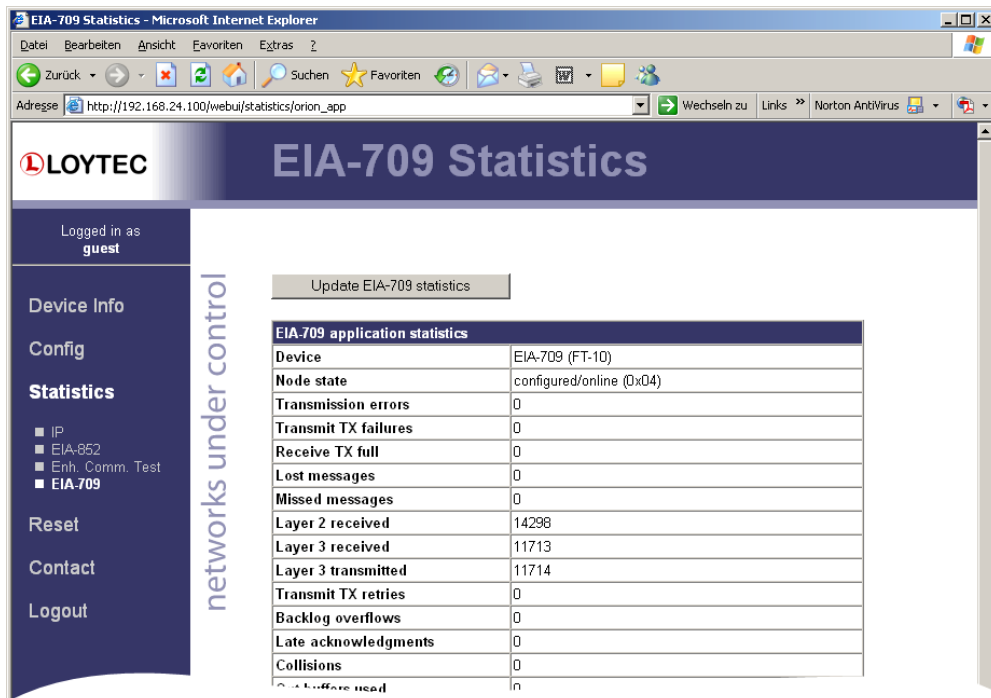 EIA-709 Statistics - Microsoft Internet Explorer
Datei Bearbeiten Ansicht Favoriten Extras ?
Zurück Suchen Favoriten
Adresse http://192.168.24.100/webui/statistics/orion_app Wechseln zu Links » Norton AntiVirus
LOYTEC
EIA-709 Statistics
Logged in as
guest
Device Info
Config
Statistics
IP
EIA-852
Enh. Comm. Test
EIA-709
Reset
Contact
Logout
networks under control
Update EIA-709 statistics
EIA-709 application statistics
Device EIA-709 (FT-10)
Node state configured/online (0x04)
Transmission errors 0
Transmit TX failures 0
Receive TX full 0
Lost messages 0
Missed messages 0
Layer 2 received 14298
Layer 3 received 11713
Layer 3 transmitted 11714
Transmit TX retries 0
Backlog overflows 0
Late acknowledgments 0
Collisions 0
Out buffers used 0